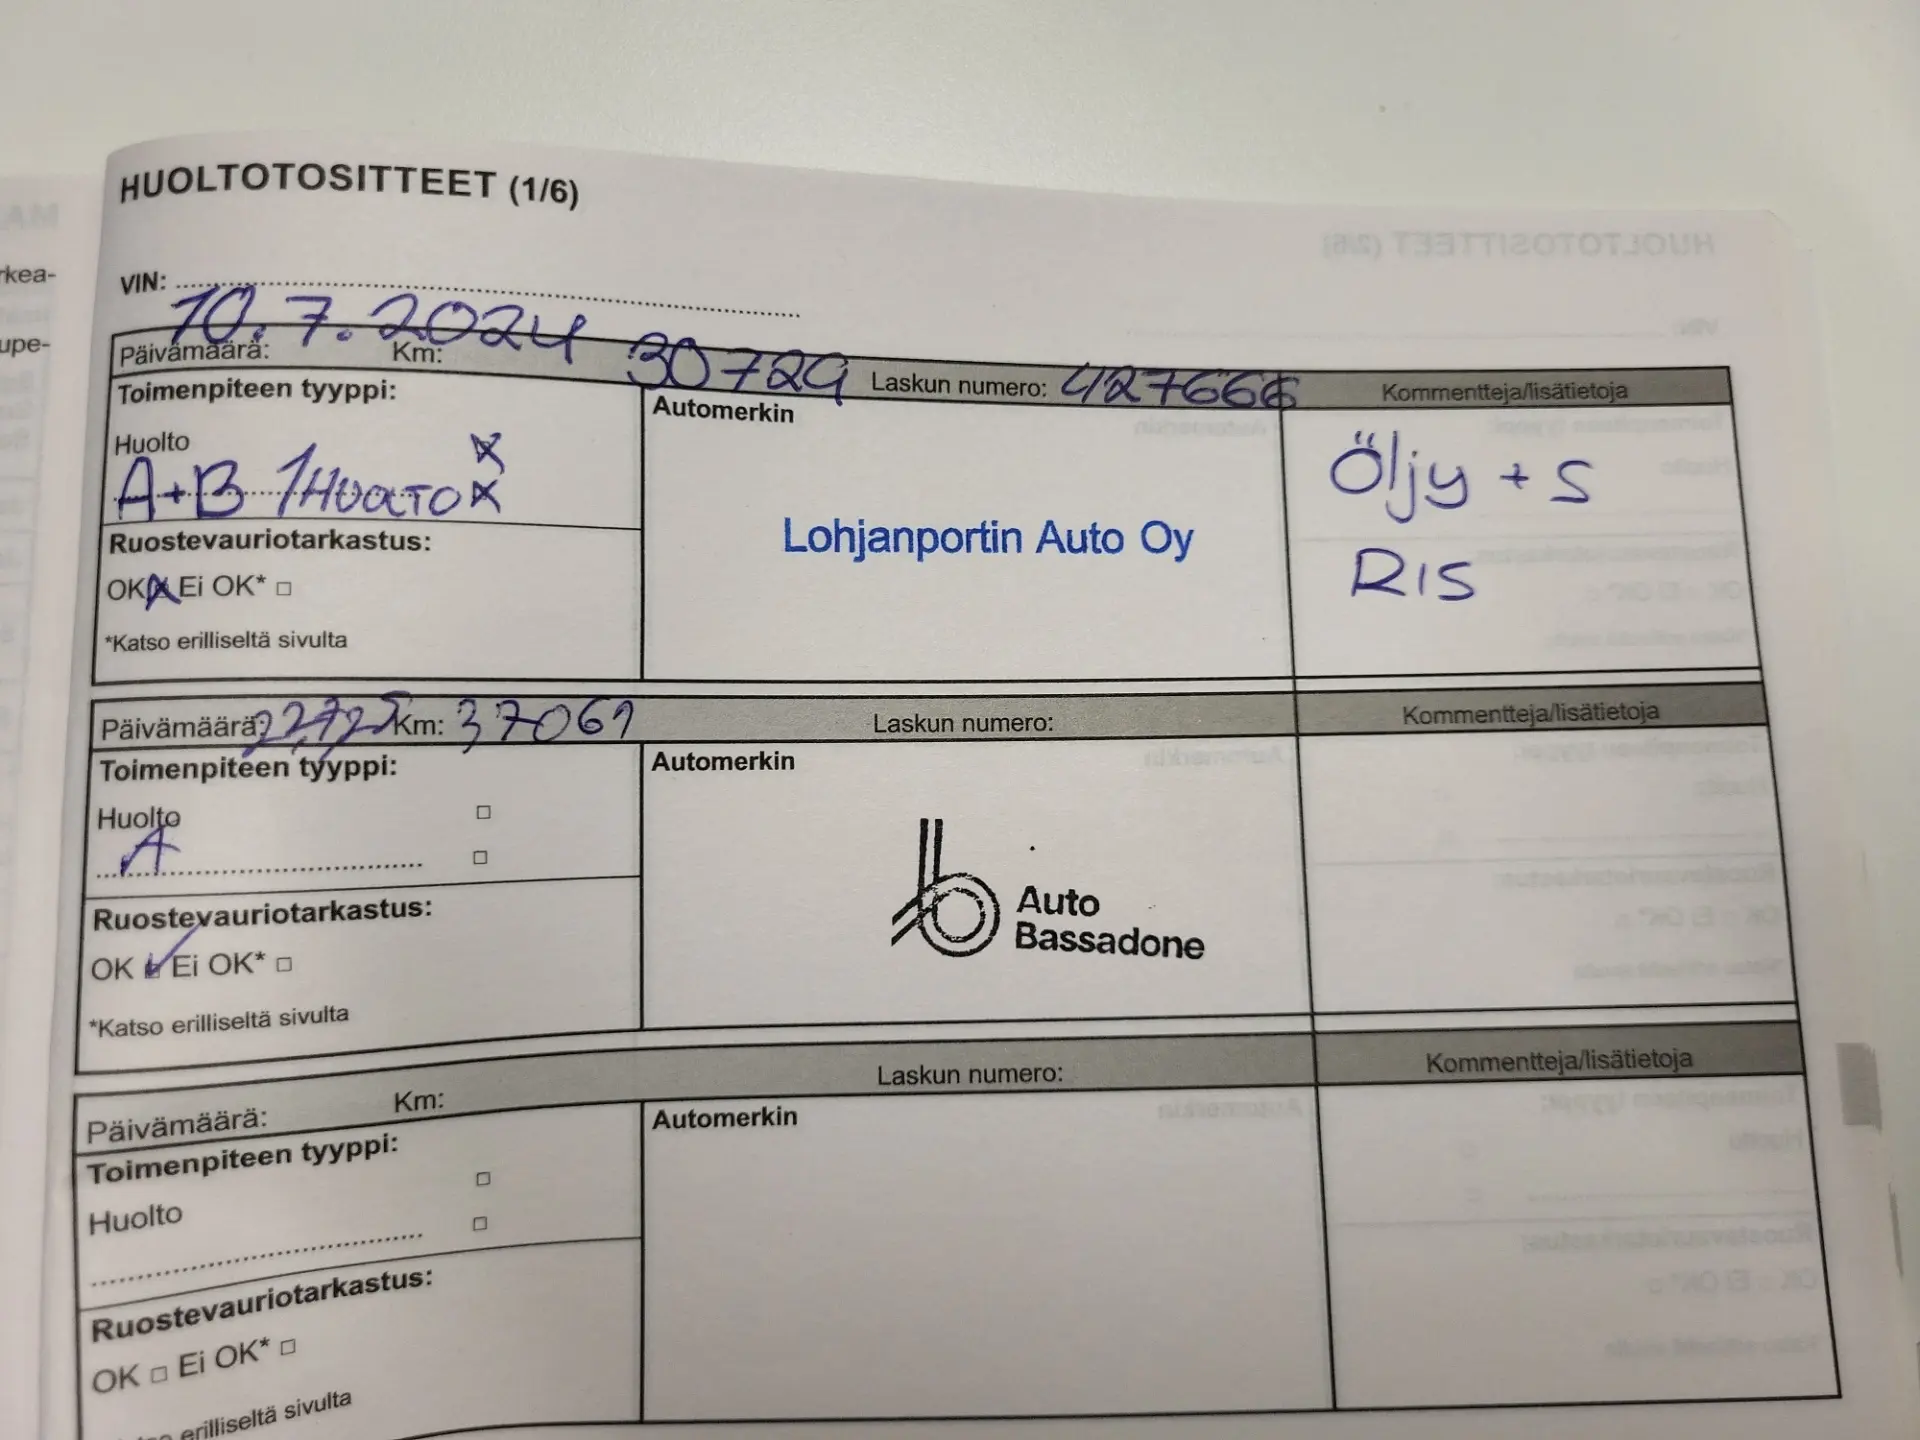 HUOLTOTOSITTEET (1/6)
VIN:
Päivämäärä: 10.7.2024 Km: 30729 Laskun numero: 427666 Kommentteja/lisätietoja
Toimenpiteen tyyppi:
Automerkin
Huolto
A+B
Öljy + S
RIS
Lohjanportin Auto Oy
Ruostevauriotarkastus:
OK Ei OK* □
*Katso erilliseltä sivulta
Päivämäärä: Km: 37061 Laskun numero: Kommentteja/lisätietoja
Toimenpiteen tyyppi:
Automerkin
Huolto □
A □
Auto
Bassadone
Ruostevauriotarkastus:
OK Ei OK* □
*Katso erilliseltä sivulta
Päivämäärä: Km: Laskun numero: Kommentteja/lisätietoja
Toimenpiteen tyyppi:
Automerkin
Huolto □
□
Ruostevauriotarkastus:
OK □ Ei OK* □
erilliseltä sivulta